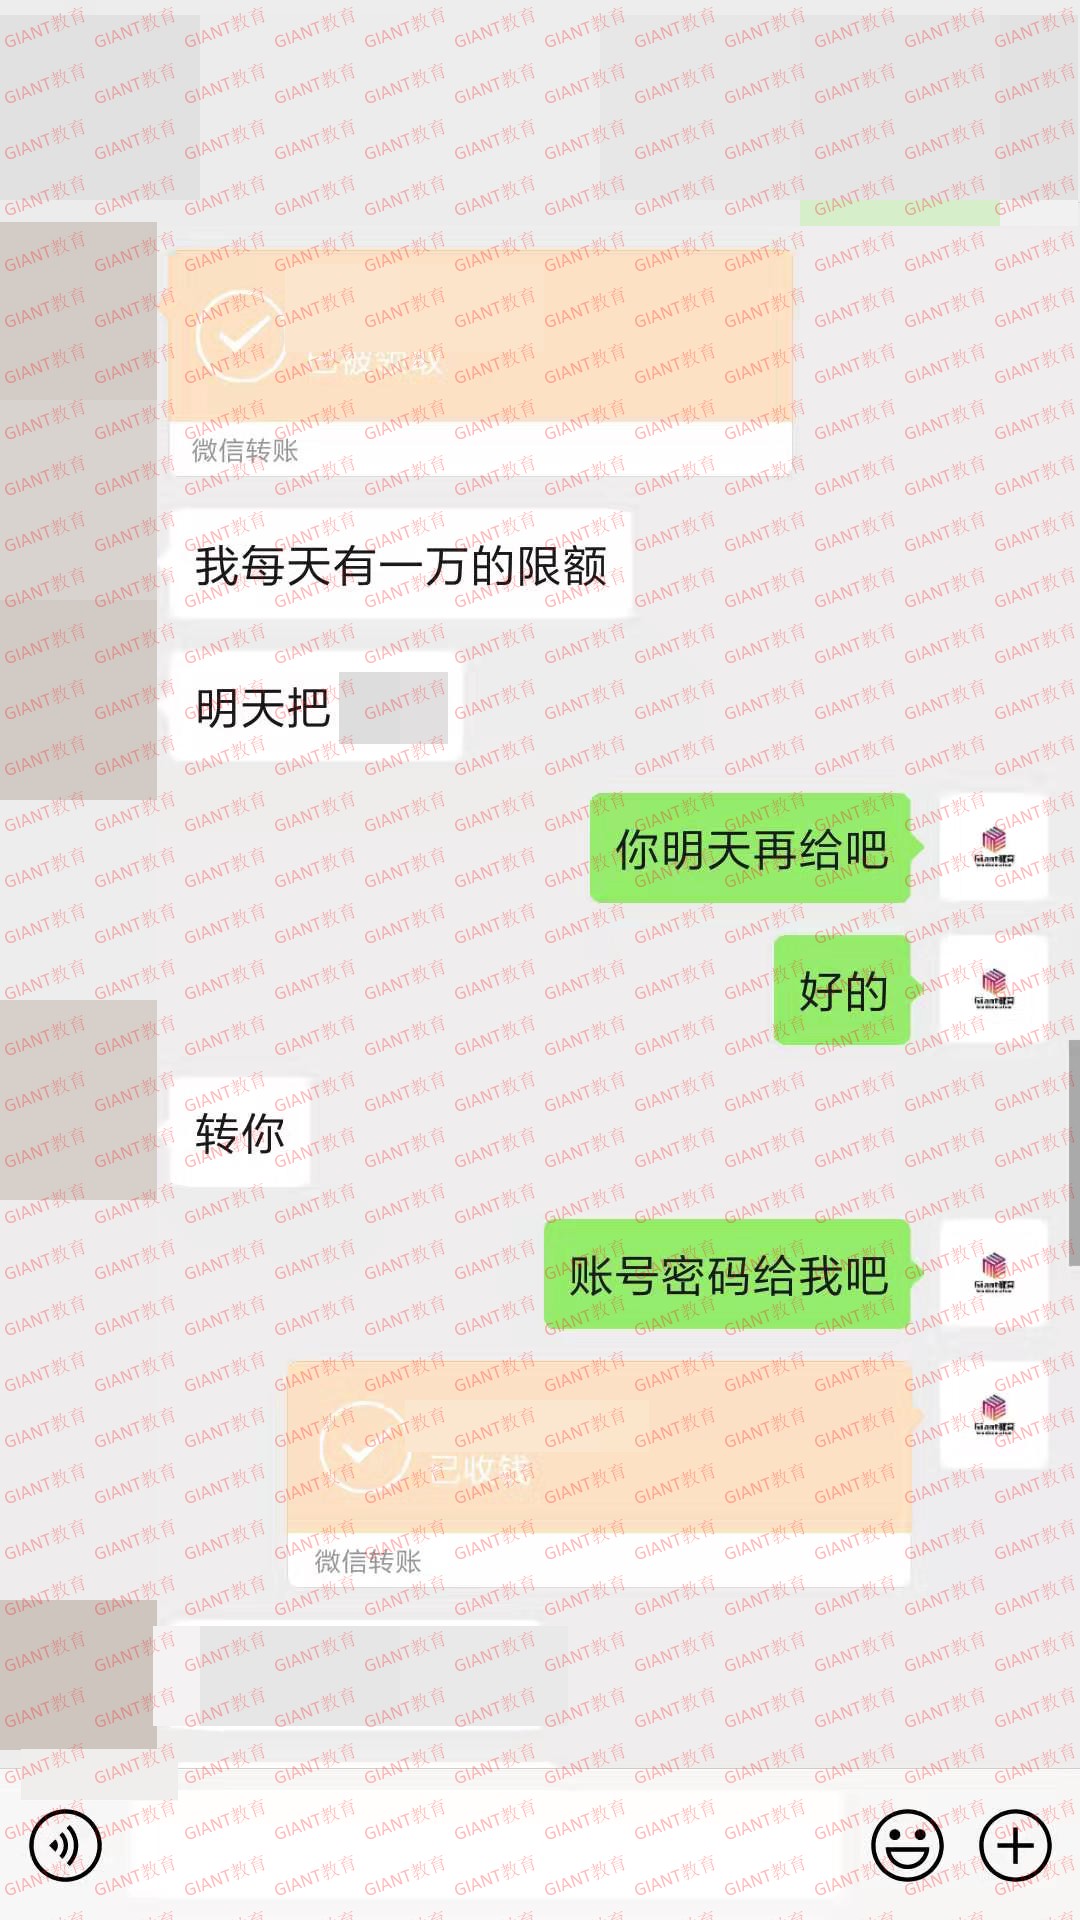 已被领取
微信转账
我每天有一万的限额
明天把
你明天再给吧
好的
转你
账号密码给我吧
已收钱
微信转账
GIANT教育